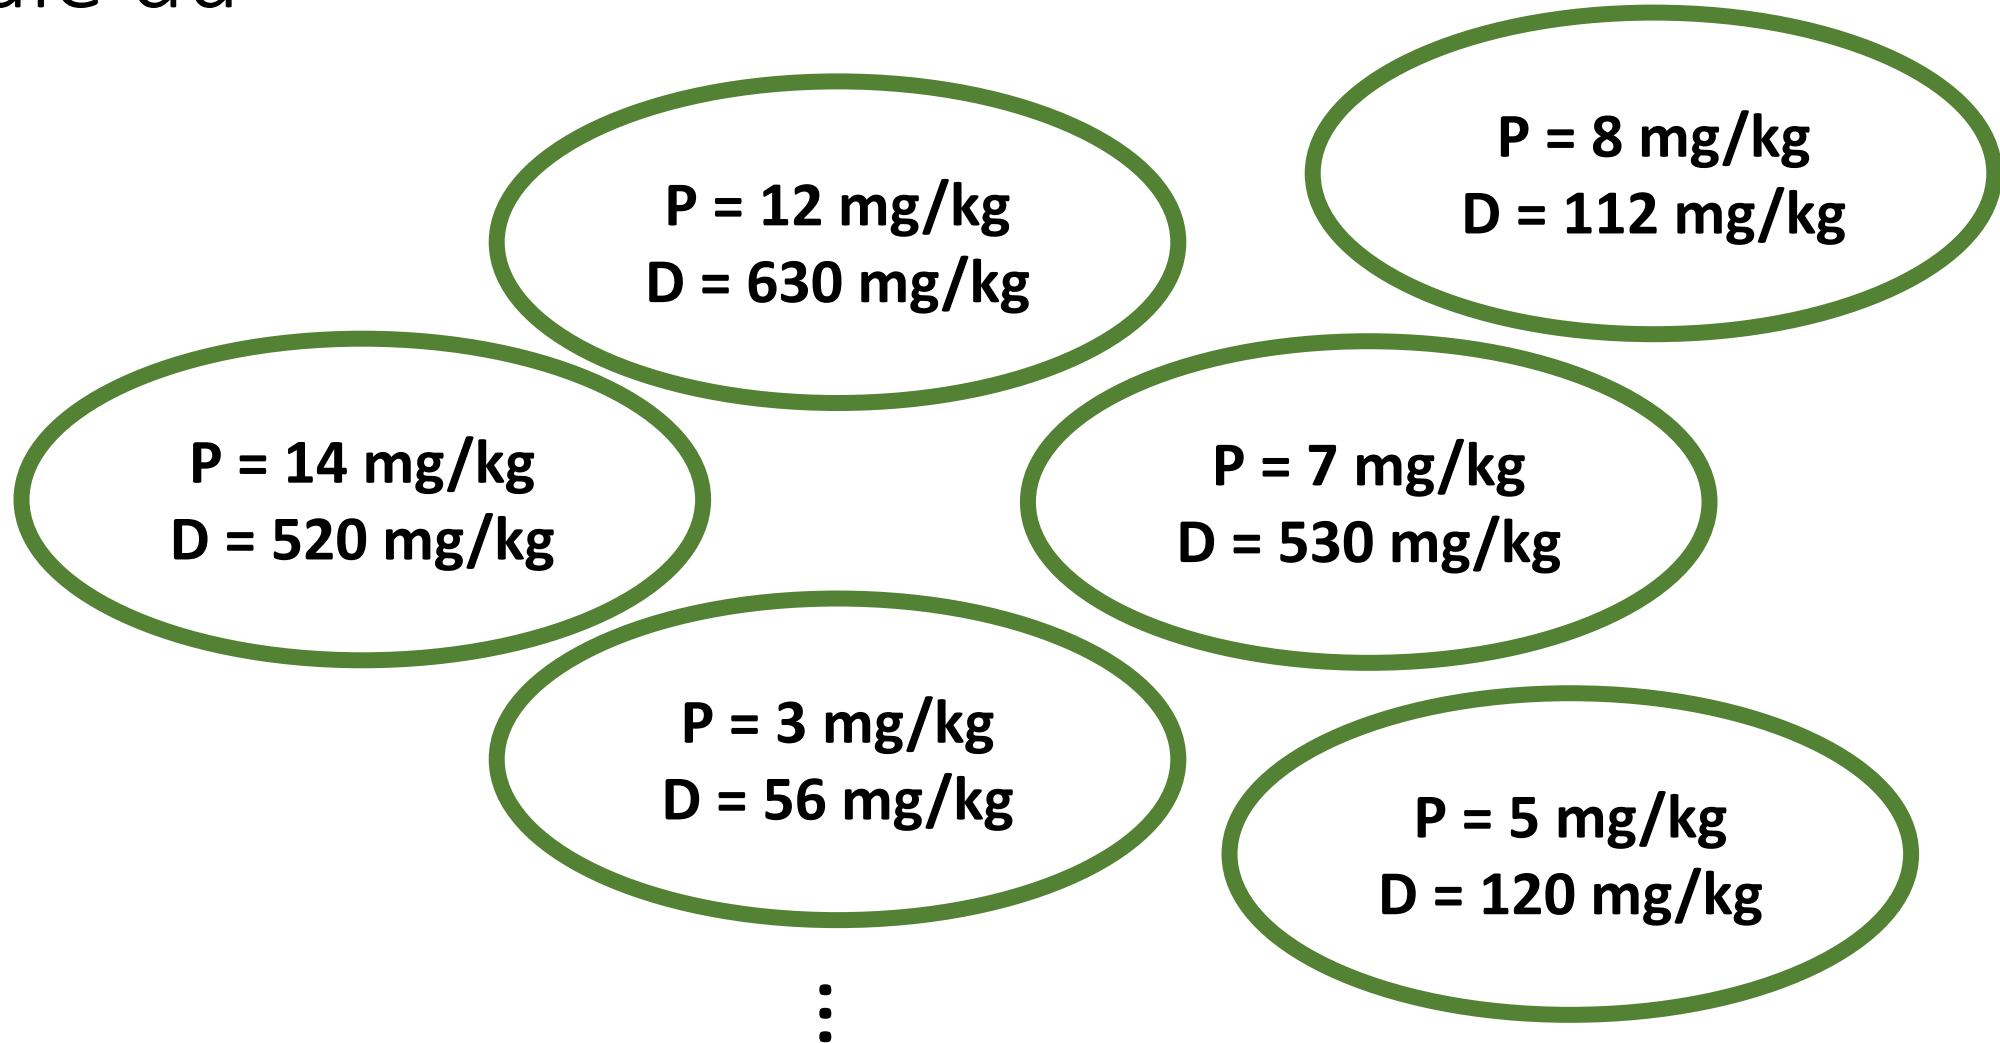 P = 12 mg/kg
D = 630 mg/kg
P = 8 mg/kg
D = 112 mg/kg
P = 14 mg/kg
D = 520 mg/kg
P = 7 mg/kg
D = 530 mg/kg
P = 3 mg/kg
D = 56 mg/kg
P = 5 mg/kg
D = 120 mg/kg
⋮